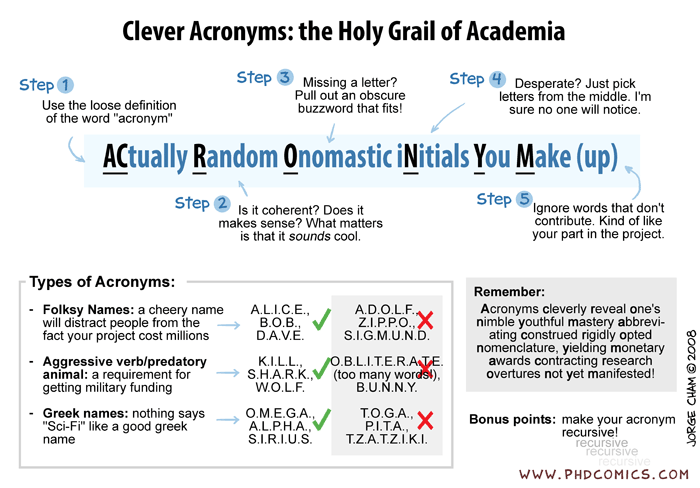 Clever Acronyms: the Holy Grail of Academia
Step 1
Use the loose definition
of the word "acronym"
Step 3
Missing a letter?
Pull out an obscure
buzzword that fits!
Step 4
Desperate? Just pick
letters from the middle. I'm
sure no one will notice.
ACtually Random Onomastic iNitials You Make (up)
Step 2
Is it coherent? Does it
makes sense? What matters
is that it sounds cool.
Step 5
Ignore words that don't
contribute. Kind of like
your part in the project.
Types of Acronyms:
- Folksy Names: a cheery name
will distract people from the
fact your project cost millions
A.L.I.C.E.,
B.O.B.,
D.A.V.E.
A.D.O.L.F.,
Z.I.P.P.O.,
S.I.G.M.U.N.D.
- Aggressive verb/predatory
animal: a requirement for
getting military funding
K.I.L.L.,
S.H.A.R.K.,
W.O.L.F.
O.B.L.I.T.E.R.A.T.E.
(too many words!),
B.U.N.N.Y.
- Greek names: nothing says
"Sci-Fi" like a good greek
name
O.M.E.G.A.,
A.L.P.H.A.,
S.I.R.I.U.S.
T.O.G.A.,
P.I.T.A.,
T.Z.A.T.Z.I.K.I.
Remember:
Acronyms cleverly reveal one's
nimble youthful mastery abbrevi-
ating construed rigidly opted
nomenclature, yielding monetary
awards contracting research
overtures not yet manifested!
Bonus points: make your acronym
recursive!
recursive
recursive
recursive
JORGE CHAM © 2008
WWW.PHDCOMICS.COM